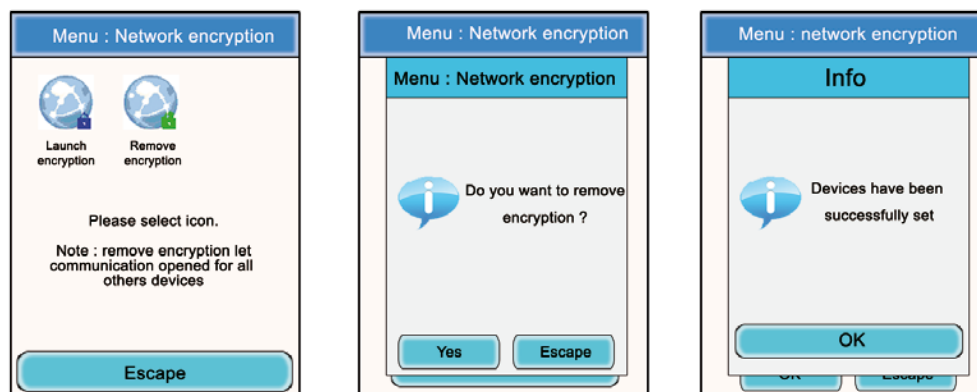 Menu : Network encryption
Launch
encryption
Remove
encryption
Please select icon.
Note : remove encryption let
communication opened for all
others devices
Escape
Menu : Network encryption
Menu : Network encryption
Do you want to remove
encryption ?
Yes
Escape
Menu : network encryption
Info
Devices have been
successfully set
OK
OK
Escape